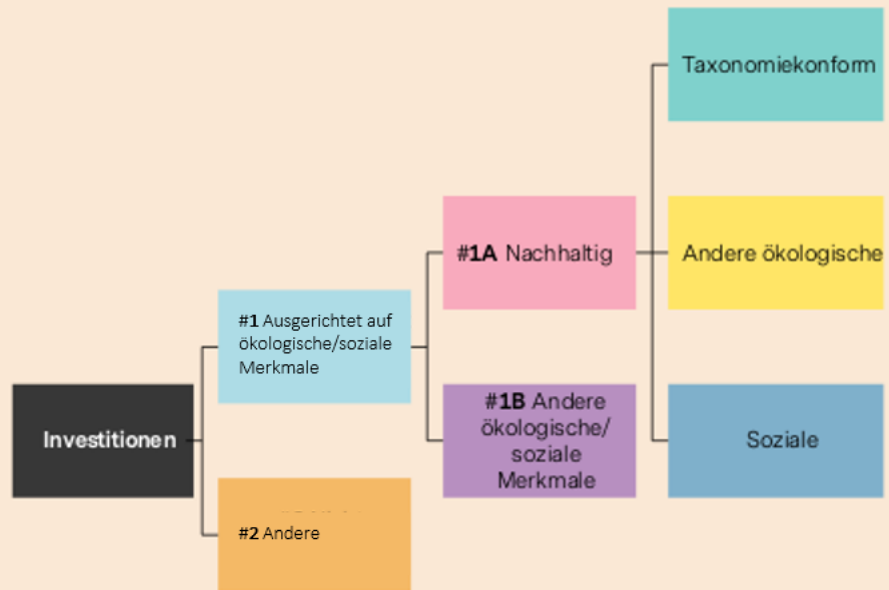 Taxonomiekonform
#1A Nachhaltig
Andere ökologische
#1 Ausgerichtet auf
ökologische/soziale
Merkmale
Investitionen
#1B Andere
ökologische/
soziale
Merkmale
Soziale
#2 Andere